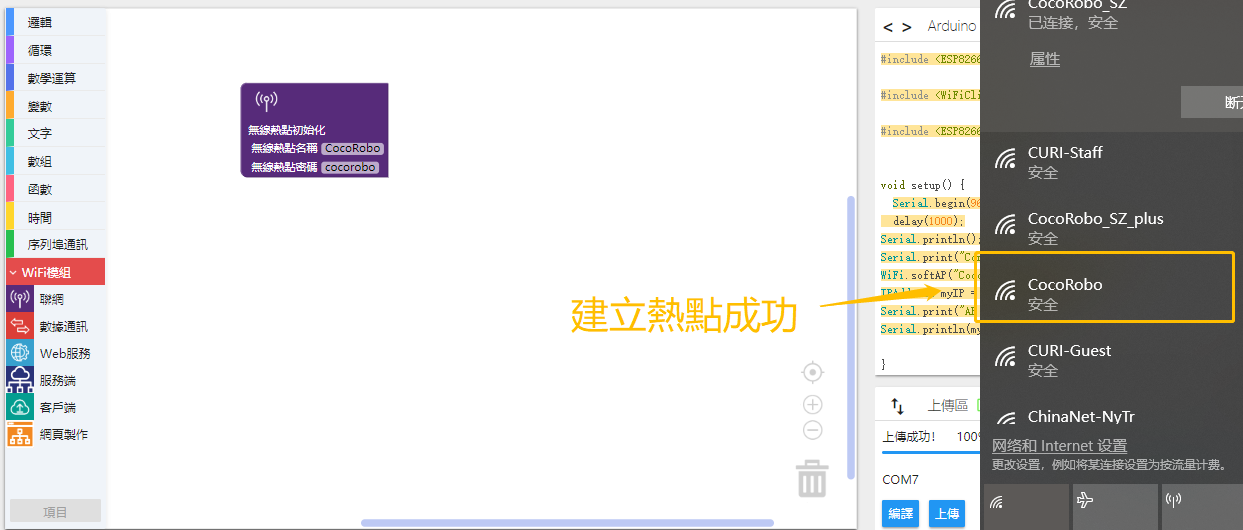 邏輯
循環
數學運算
變數
文字
數組
函數
時間
序列埠通訊
WiFi模組
聯網
數據通訊
Web服務
服務端
客戶端
網頁製作
項目
無線熱點初始化
無線熱點名稱 CocoRobo
無線熱點密碼 cocorobo
建立熱點成功
< > Arduino
#include <ESP8266
#include <WiFiCli
#include <ESP8266
void setup() {
Serial.begin(96
delay(1000);
Serial.println();
Serial.print("Con
WiFi.softAP("Coco
myIP =
Serial.print("AP
Serial.println(my
}
上傳區
上傳成功! 100%
COM7
編譯 上傳
CocoRobo_SZ
已连接，安全
属性
断开
CURI-Staff
安全
CocoRobo_SZ_plus
安全
CocoRobo
安全
CURI-Guest
安全
ChinaNet-NyTr
网络和 Internet 设置
更改设置，例如将某连接设置为按流量计费。